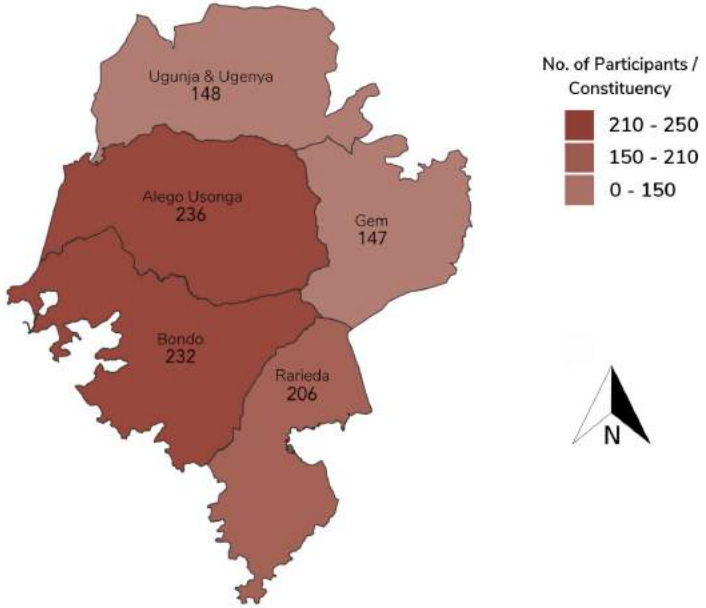 Ugunja & Ugenya
148
Alego Usonga
236
Gem
147
Bondo
232
Rarieda
206
No. of Participants /
Constituency
210 - 250
150 - 210
0 - 150
N